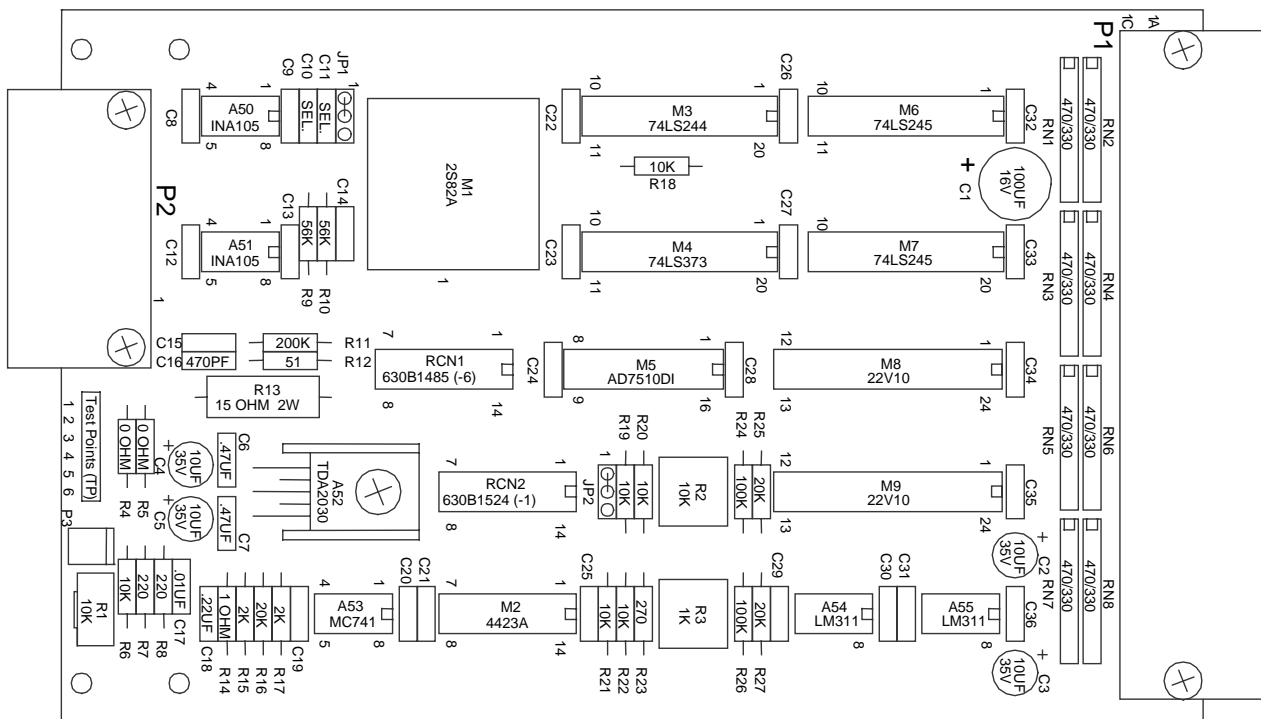 1C
1A
P1
JP1
1
C11
C10
C9
SEL.
SEL.
C8
4
1
A50
INA105
5
8
M1
2S82A
1
C22
10
1
M3
74LS244
11
20
C26
10K
R18
10
1
M6
74LS245
11
C32
+
100UF
16V
C1
RN1
470/330
470/330
RN2
P2
1
C12
4
1
A51
INA105
5
8
C13
56K
56K
C14
R9
R10
C23
10
1
M4
74LS373
11
20
C27
10
1
M7
74LS245
20
C33
RN3
470/330
470/330
RN4
C15
C16
470PF
200K
51
R11
R12
R13
15 OHM 2W
7
1
RCN1
630B1485 (-6)
8
14
C24
8
1
M5
AD7510DI
9
16
C28
12
1
M8
22V10
13
24
C34
Test Points (TP)
1 2 3 4 5 6
P3
0 OHM
0 OHM
R4
R5
+
10UF
35V
C4
+
10UF
35V
C5
C6
.47UF
.47UF
C7
A52
TDA2030
7
1
RCN2
630B1524 (-1)
8
14
1
JP2
R19
R20
10K
10K
R2
10K
R24
R25
100K
20K
12
1
M9
22V10
13
24
C35
RN5
470/330
470/330
RN6
R1
10K
10K
220
220
.01UF
C17
R6
R7
R8
.22UF
1 OHM
2K
20K
2K
C18
R14
R15
R16
R17
C19
4
1
A53
MC741
5
8
C20
C21
7
1
M2
4423A
8
14
C25
10K
10K
270
R21
R22
R23
R3
1K
100K
20K
C29
R26
R27
A54
LM311
8
C30
C31
A55
LM311
8
C36
+
10UF
35V
C2
+
10UF
35V
C3
RN7
470/330
470/330
RN8